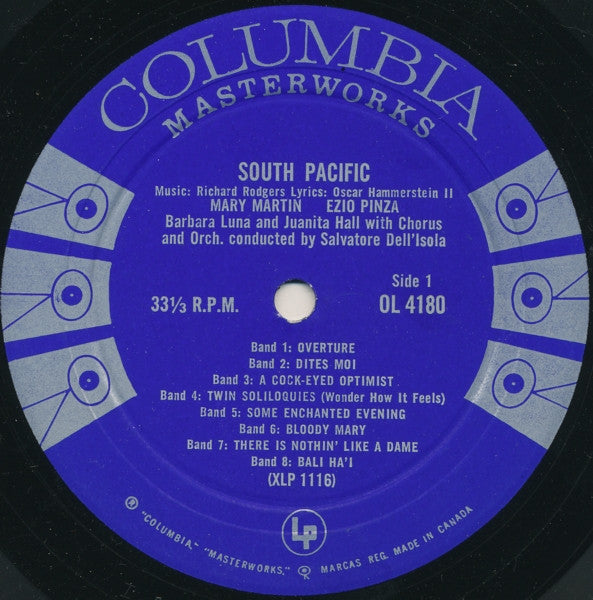 COLUMBIA
MASTERWORKS
SOUTH PACIFIC
Music: Richard Rodgers Lyrics: Oscar Hammerstein II
MARY MARTIN EZIO PINZA
Barbara Luna and Juanita Hall with Chorus
and Orch. conducted by Salvatore Dell'Isola
Side 1
33⅓ R.P.M. OL 4180
Band 1: OVERTURE
Band 2: DITES MOI
Band 3: A COCK-EYED OPTIMIST
Band 4: TWIN SOLILOQUIES (Wonder How It Feels)
Band 5: SOME ENCHANTED EVENING
Band 6: BLOODY MARY
Band 7: THERE IS NOTHIN' LIKE A DAME
Band 8: BALI HA'I
(XLP 1116)
LP
® "COLUMBIA," "MASTERWORKS," MARCAS REG. MADE IN CANADA